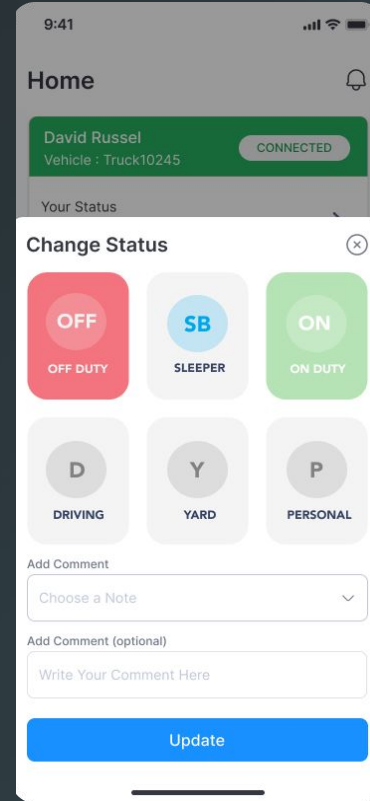 9:41
Home
David Russel
CONNECTED
Vehicle : Truck10245
Your Status
Change Status
OFF
SB
ON
OFF DUTY
SLEEPER
ON DUTY
D
Y
P
DRIVING
YARD
PERSONAL
Add Comment
Choose a Note
Add Comment (optional)
Write Your Comment Here
Update